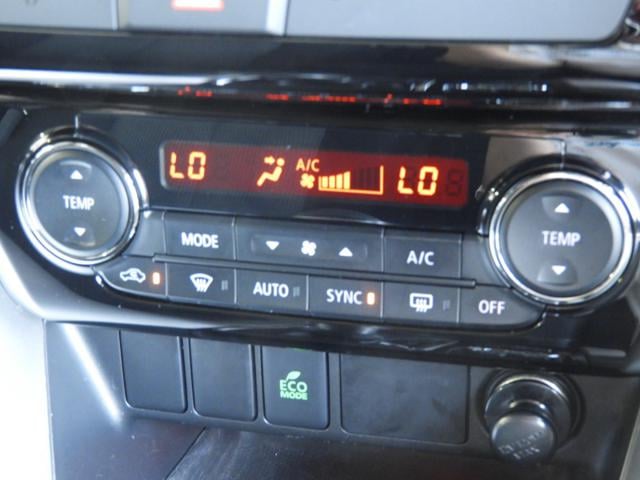 LO A/C LO
TEMP
TEMP
MODE
A/C
AUTO
SYNC
OFF
ECO
MODE